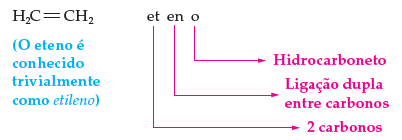 H₂C=CH₂
et en o
(O eteno é
conhecido
trivialmente
como etileno)
Hidrocarboneto
Ligação dupla
entre carbonos
2 carbonos